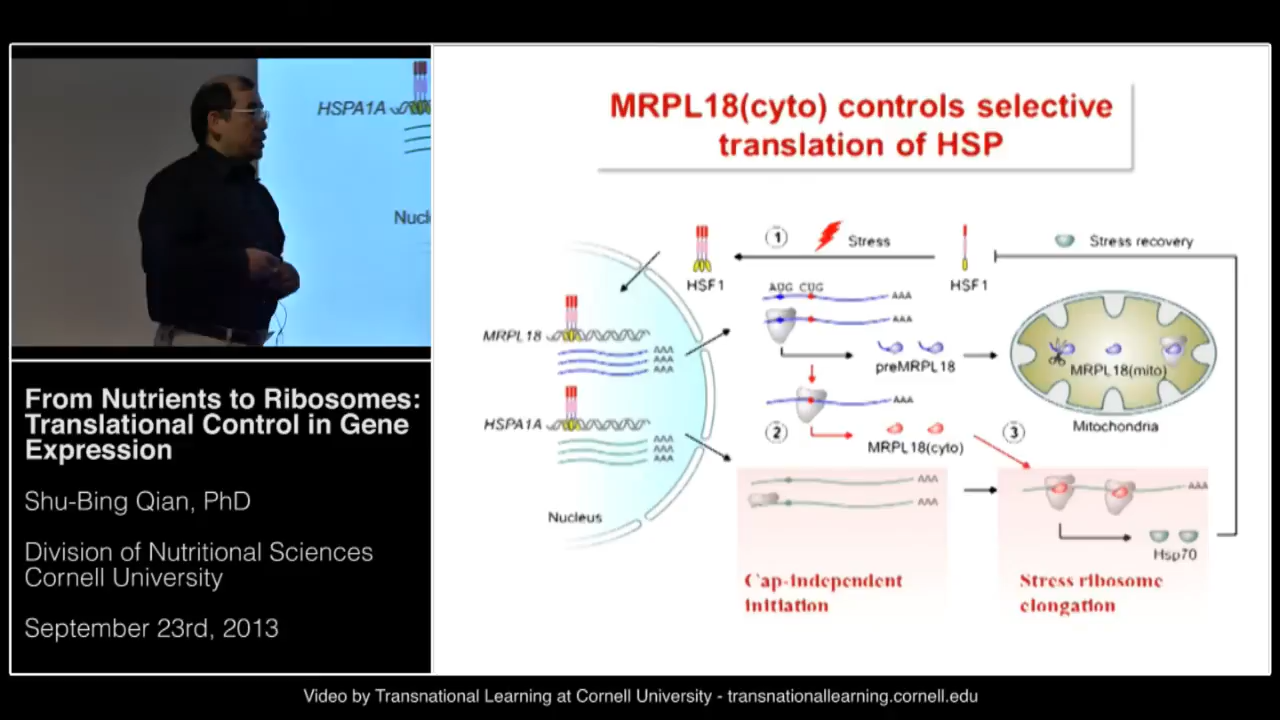 HSPA1A
Nucl
From Nutrients to Ribosomes:
Translational Control in Gene
Expression
Shu-Bing Qian, PhD
Division of Nutritional Sciences
Cornell University
September 23rd, 2013
MRPL18(cyto) controls selective
translation of HSP
1
Stress
Stress recovery
HSF1
HSF1
AUG CUG
AAA
MRPL18
AAA
AAA
AAA
AAA
preMRPL18
MRPL18(mito)
Mitochondria
HSPA1A
AAA
AAA
AAA
AAA
2
MRPL18(cyto)
3
AAA
AAA
AAA
Nucleus
Hsp70
Cap-independent
initiation
Stress ribosome
elongation
Video by Transnational Learning at Cornell University - transnationallearning.cornell.edu